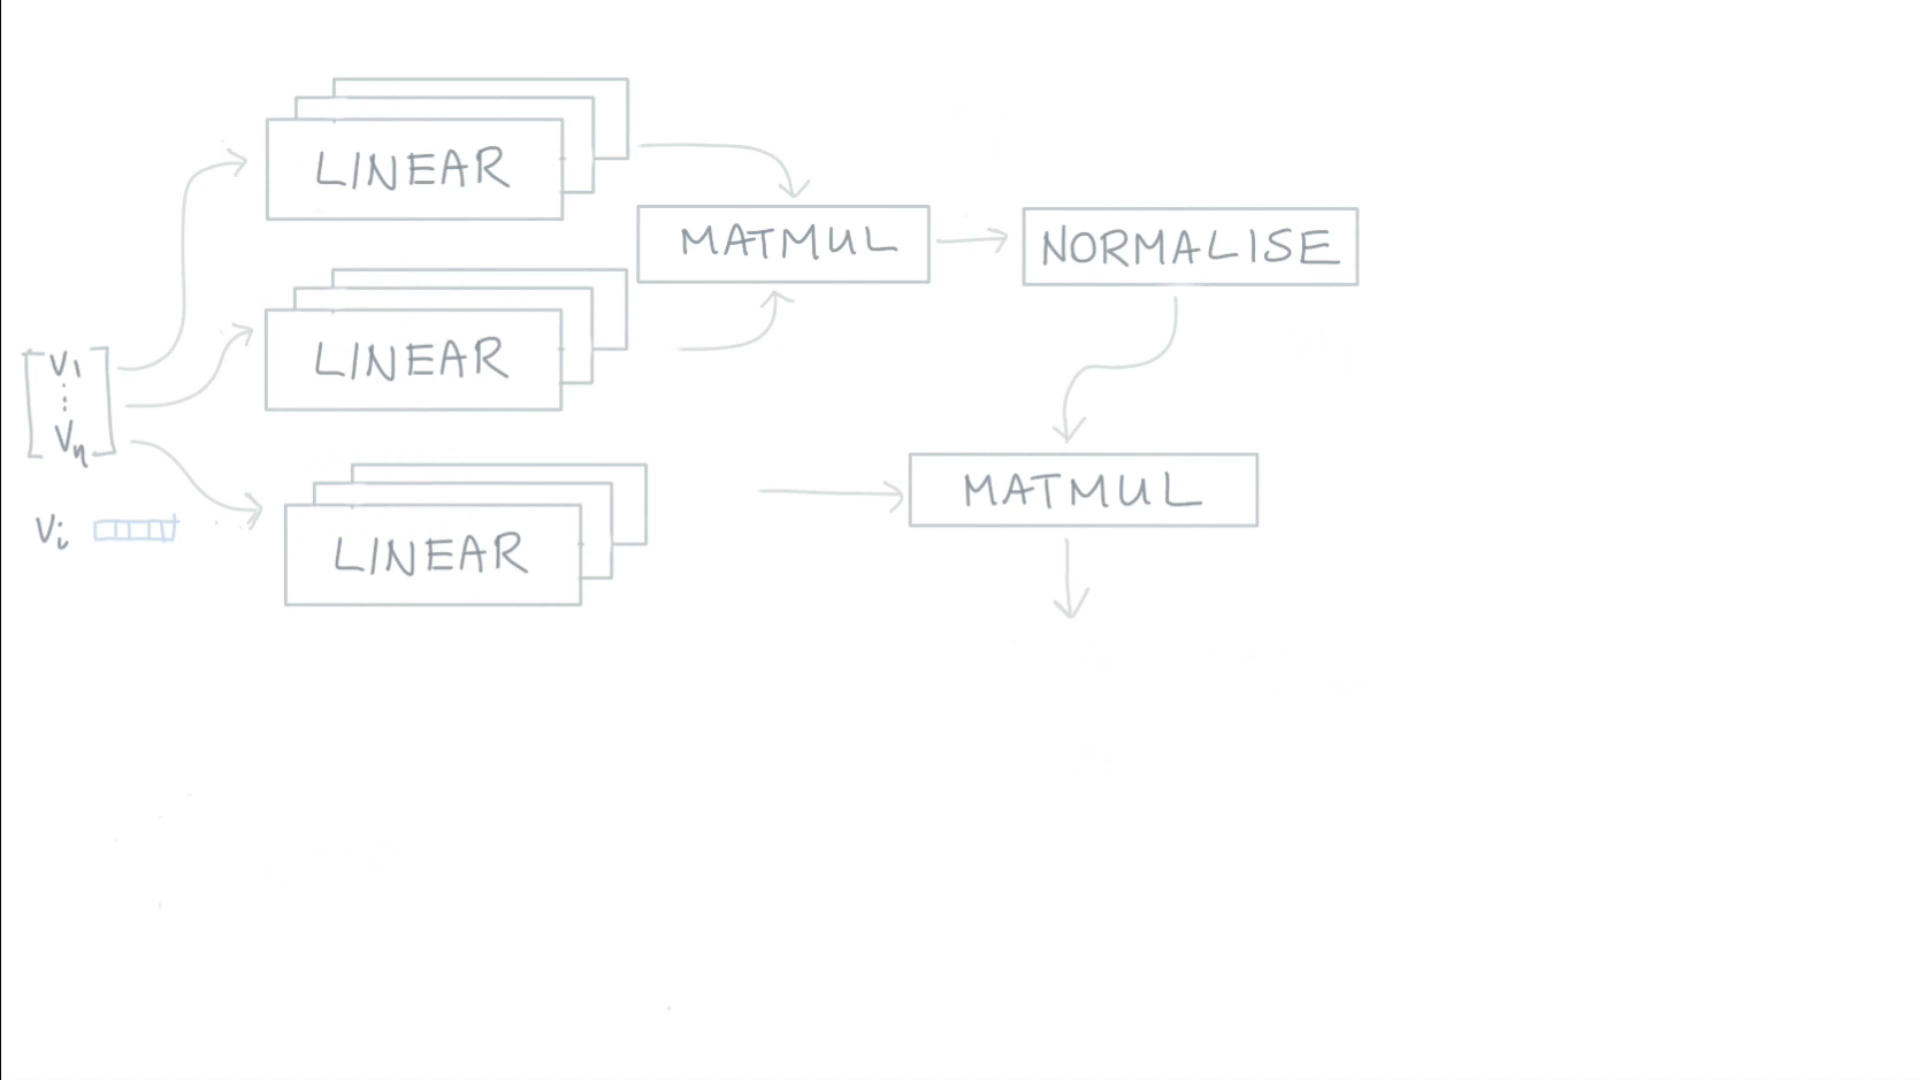 LINEAR
MATMUL
NORMALISE
LINEAR
V1
⋮
Vn
MATMUL
Vi
LINEAR